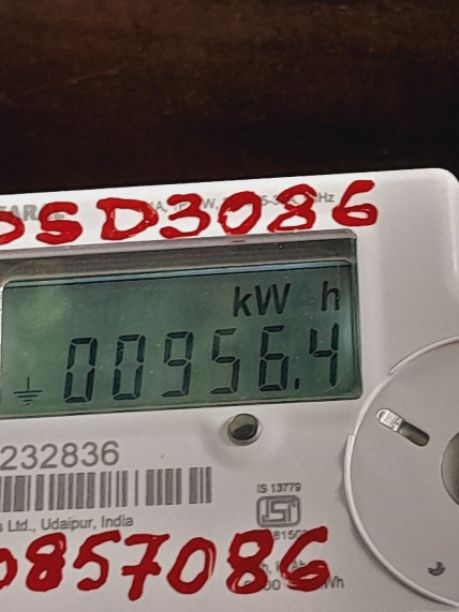 DSD3086
kW h
00956.4
232836
IS 13779
s Ltd., Udaipur, India
0857086